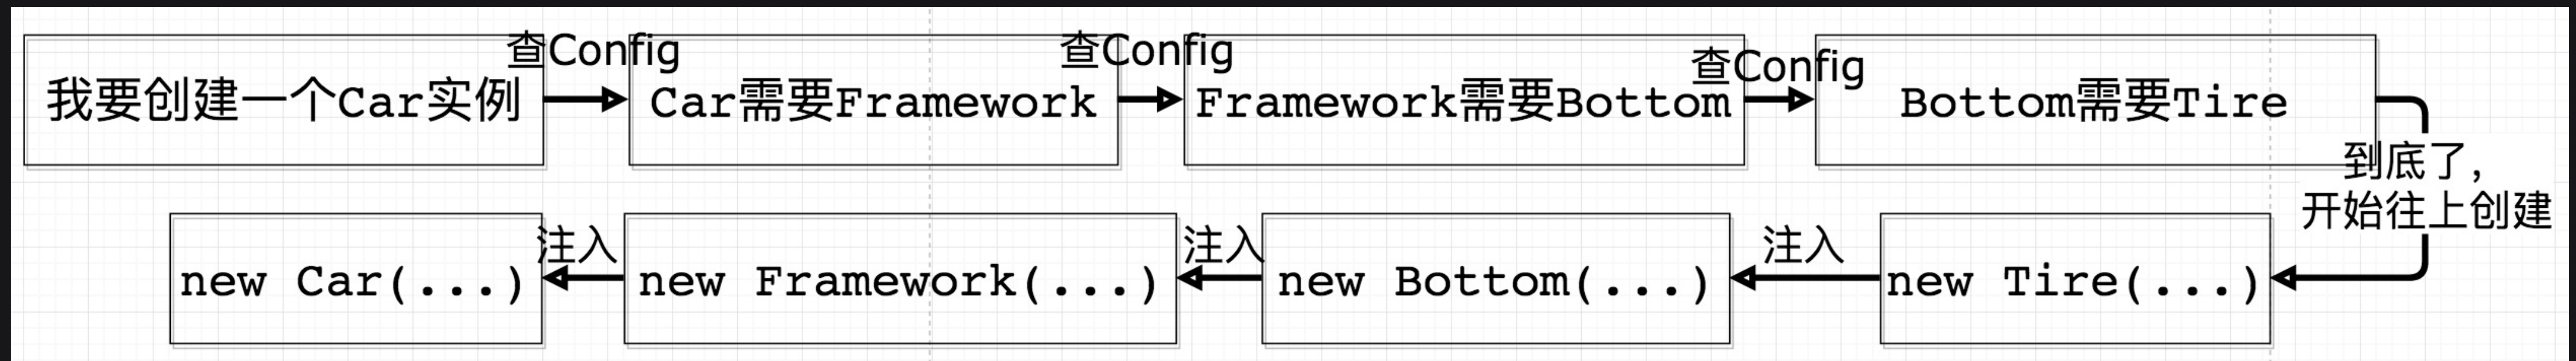 我要创建一个Car实例
查Config
Car需要Framework
查Config
Framework需要Bottom
查Config
Bottom需要Tire
到底了，
开始往上创建
new Car(...)
注入
new Framework(...)
注入
new Bottom(...)
注入
new Tire(...)